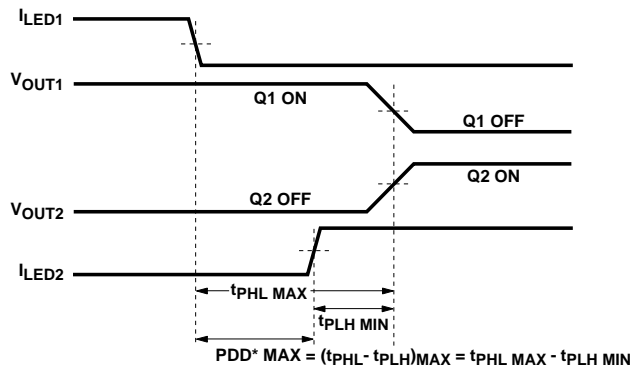 ILED1
VOUT1
Q1 ON
Q1 OFF
Q2 ON
Q2 OFF
VOUT2
ILED2
tPHL MAX
tPLH MIN
PDD* MAX = (tPHL- tPLH)MAX = tPHL MAX - tPLH MIN